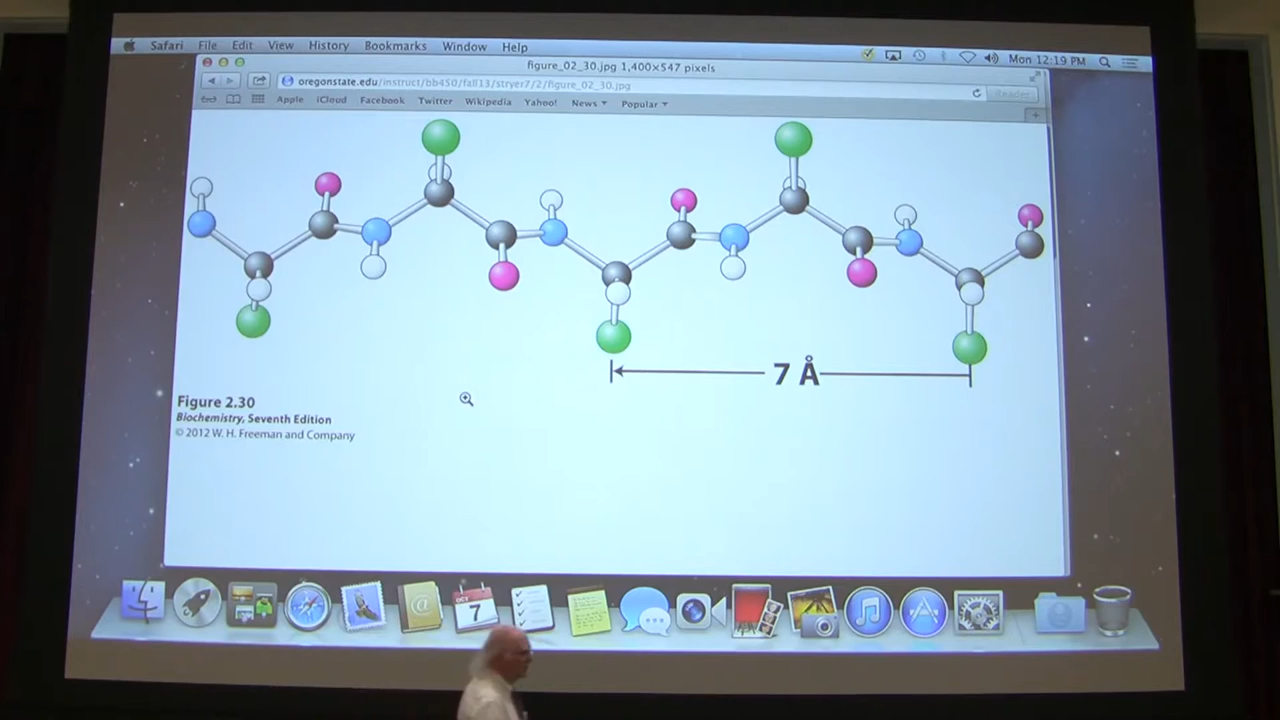 Safari File Edit View History Bookmarks Window Help Mon 12:19 PM
figure_02_30.jpg 1,400×547 pixels
oregonstate.edu/instruct/bb450/fall13/stryer7/2/figure_02_30.jpg Reader
Apple iCloud Facebook Twitter Wikipedia Yahoo! News Popular
7 Å
Figure 2.30
Biochemistry, Seventh Edition
© 2012 W. H. Freeman and Company
OCT
7
@